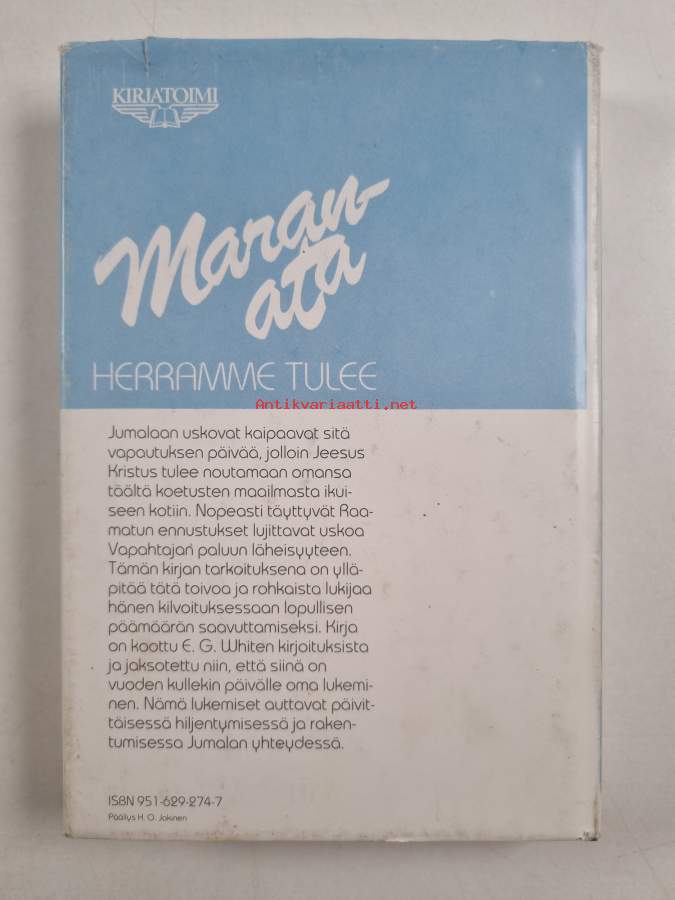 KIRJATOIMI
Maran-
ata
HERRAMME TULEE
Antikvariaatti.net
Jumalaan uskovat kaipaavat sitä
vapautuksen päivää, jolloin Jeesus
Kristus tulee noutamaan omansa
täältä koetusten maailmasta ikui-
seen kotiin. Nopeasti täyttyvät Raa-
matun ennustukset lujittavat uskoa
Vapahtajan paluun läheisyyteen.
Tämän kirjan tarkoituksena on yllä-
pitää tätä toivoa ja rohkaista lukijaa
hänen kilvoituksessaan lopullisen
päämäärän saavuttamiseksi. Kirja
on koottu E. G. Whiten kirjoituksista
ja jaksotettu niin, että siinä on
vuoden kullekin päivälle oma lukemi-
nen. Nämä lukemiset auttavat päivit-
täisessä hiljentymisessä ja raken-
tumisessa Jumalan yhteydessä.
ISBN 951-629-274-7
Päällys H. O. Jokinen